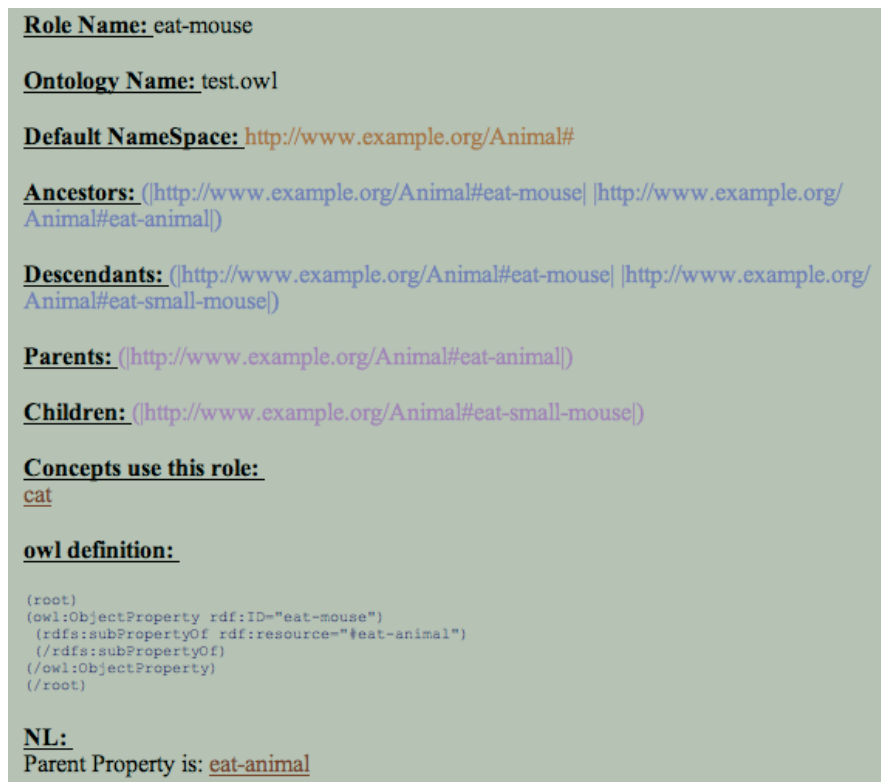 Role Name: eat-mouse
Ontology Name: test.owl
Default NameSpace: http://www.example.org/Animal#
Ancestors: (|http://www.example.org/Animal#eat-mouse| |http://www.example.org/
Animal#eat-animal|)
Descendants: (|http://www.example.org/Animal#eat-mouse| |http://www.example.org/
Animal#eat-small-mouse|)
Parents: (|http://www.example.org/Animal#eat-animal|)
Children: (|http://www.example.org/Animal#eat-small-mouse|)
Concepts use this role:
cat
owl definition:
(root)
(owl:ObjectProperty rdf:ID="eat-mouse")
(rdfs:subPropertyOf rdf:resource="#eat-animal")
(/rdfs:subPropertyOf)
(/owl:ObjectProperty)
(/root)
NL:
Parent Property is: eat-animal